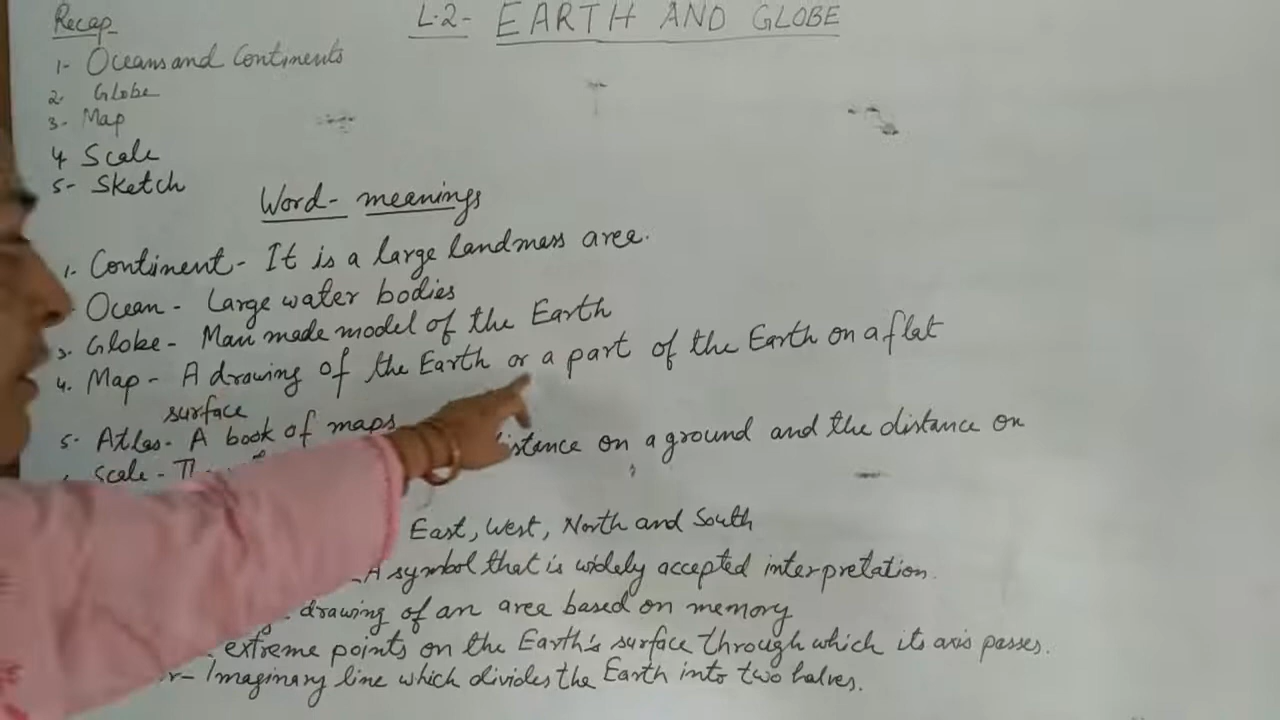 Recap
L.2- EARTH AND GLOBE
1- Oceans and Continents
2. Globe
3- Map
4 Scale
5- Sketch
Word- meanings
1. Continent- It is a large landmass area.
Ocean - Large water bodies
3. Globe - Man made model of the Earth
4. Map - A drawing of the Earth or a part of the Earth on a flat
surface
5- Atlas- A book of maps
Scale - on a ground and the distance on
East, West, North and South
A symbol that is widely accepted interpretation.
drawing of an area based on memory
extreme points on the Earth's surface through which its axis passes.
Imaginary line which divides the Earth into two halves.